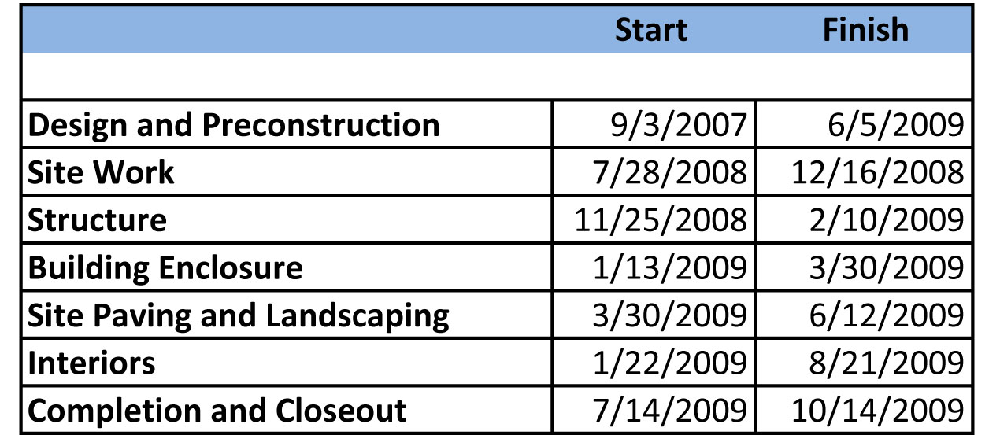 Start Finish
Design and Preconstruction 9/3/2007 6/5/2009
Site Work 7/28/2008 12/16/2008
Structure 11/25/2008 2/10/2009
Building Enclosure 1/13/2009 3/30/2009
Site Paving and Landscaping 3/30/2009 6/12/2009
Interiors 1/22/2009 8/21/2009
Completion and Closeout 7/14/2009 10/14/2009